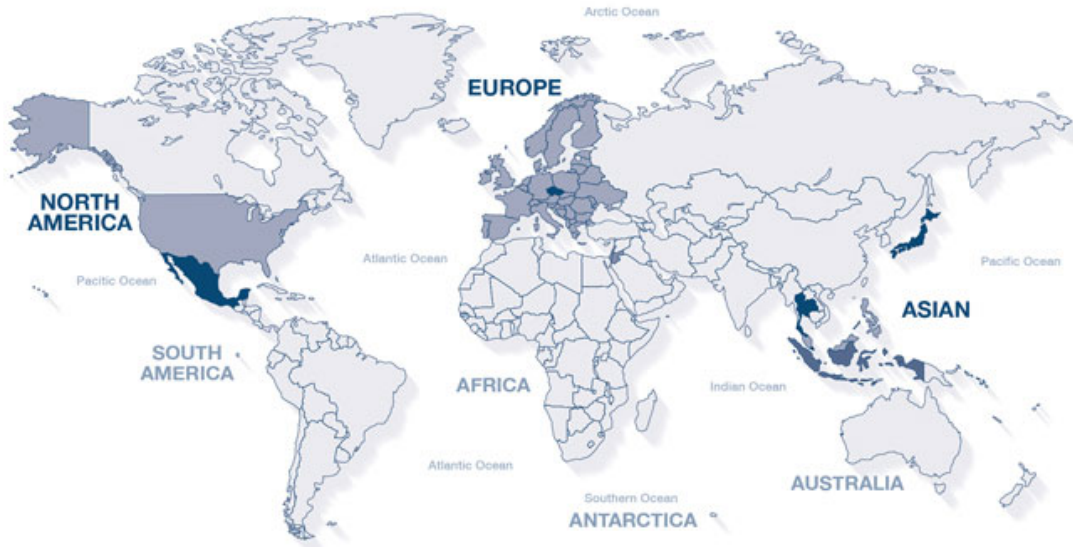 Arctic Ocean
EUROPE
NORTH
AMERICA
Atlantic Ocean
Pacitic Ocean
Pacific Ocean
ASIAN
SOUTH
AMERICA
AFRICA
Indian Ocean
Atlantic Ocean
AUSTRALIA
Southern Ocean
ANTARCTICA